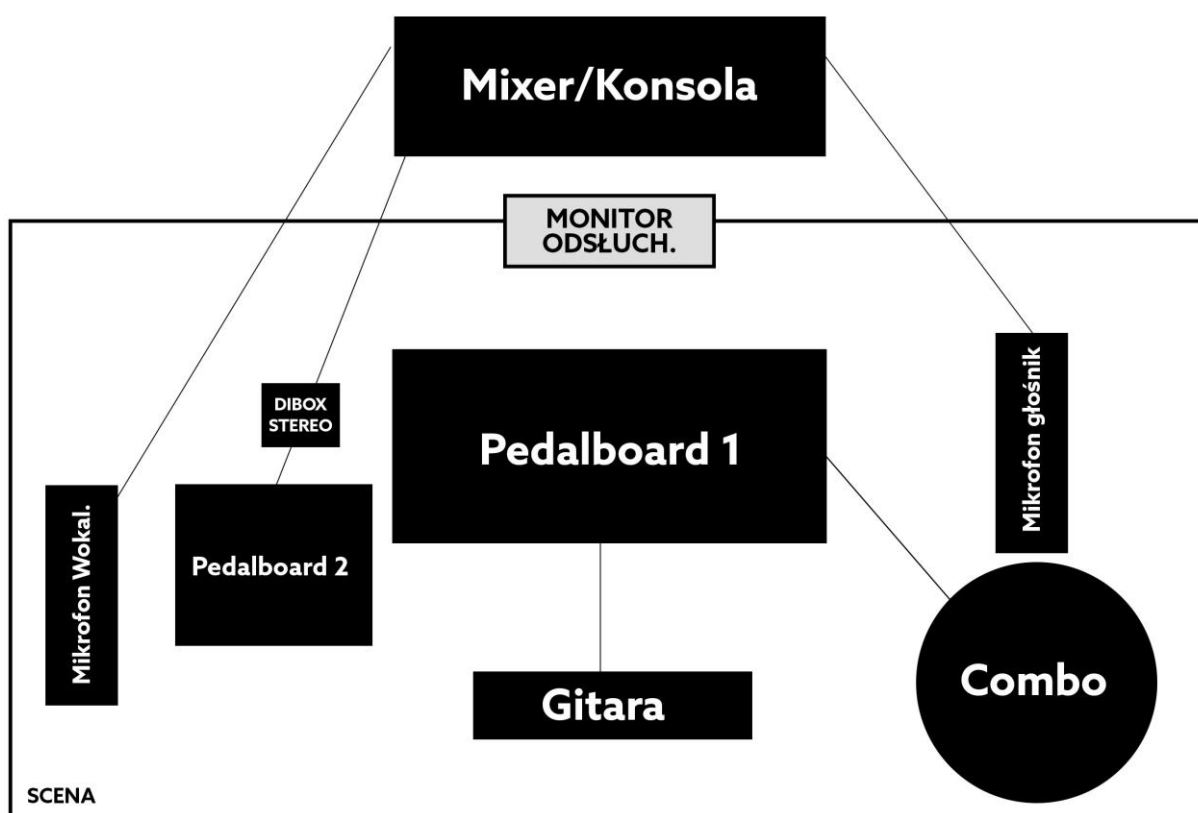 Mixer/Konsola
MONITOR
ODSŁUCH.
DIBOX
STEREO
Pedalboard 1
Mikrofon głośnik
Mikrofon Wokal.
Pedalboard 2
Gitara
Combo
SCENA